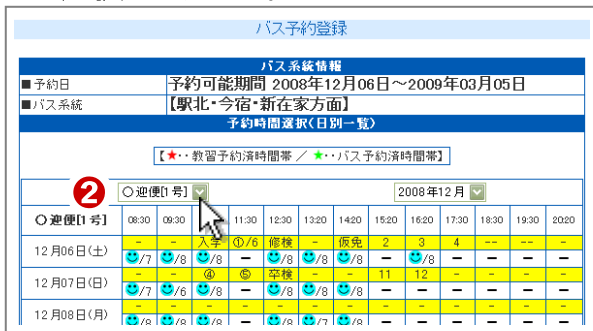 バス予約登録
バス系統情報
■予約日 予約可能期間 2008年12月06日～2009年03月05日
■バス系統 【駅北・今宿・新在家方面】
予約時間選択(日別一覧)
【★・・教習予約済時間帯／ ★・・バス予約済時間帯】
2 〇迎便[1号] 2008年12月
〇迎便[1号] 08:30 09:30 11:30 12:30 13:20 14:20 15:20 16:20 17:30 18:30 19:30 20:20
12月06日(土) - - 入学 ①/6 修検 - 仮免 2 3 4 -- -- -
/7 /8 /8 - /8 /8 /8 - /8 - - - -
12月07日(日) - - ④ ⑤ 卒検 - - 11 12 - - - -
/7 /6 /8 - /8 /8 /8 - - - - - -
12月08日(月) - - - - - - - - - - - - -
/8 /8 /8 - /8 /7 /8 - - - - - -